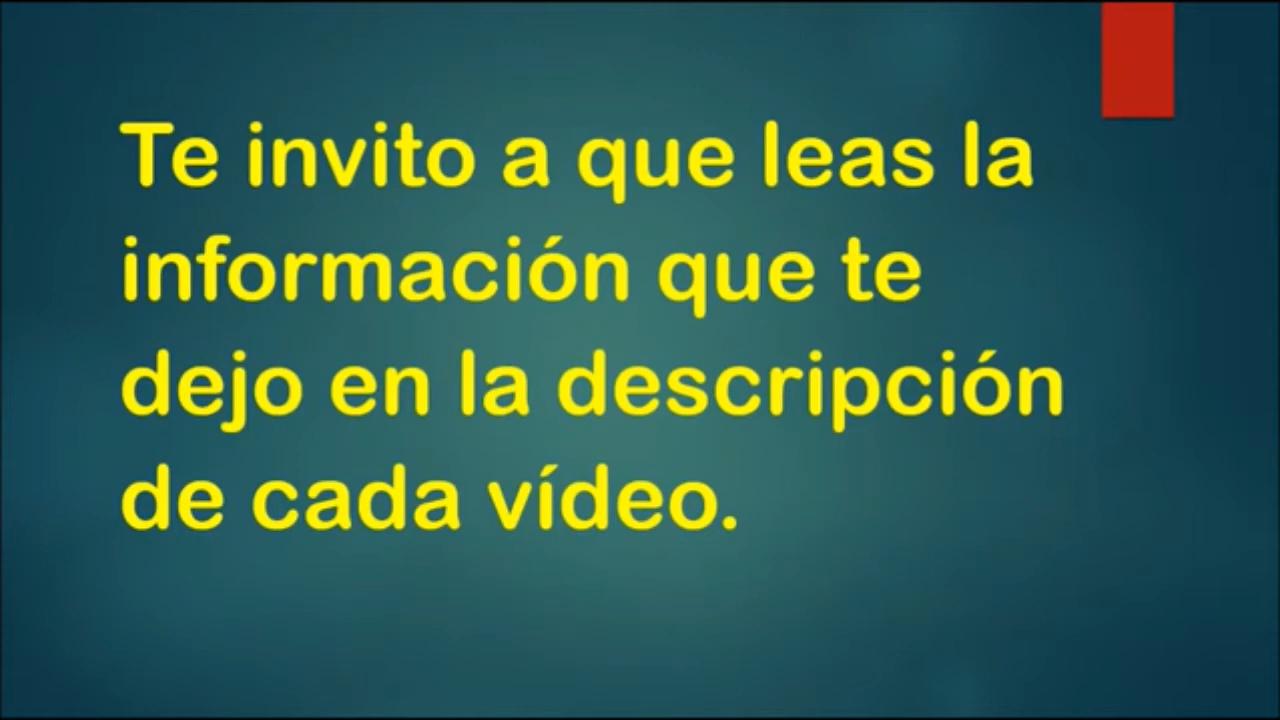 Te invito a que leas la
información que te
dejo en la descripción
de cada vídeo.